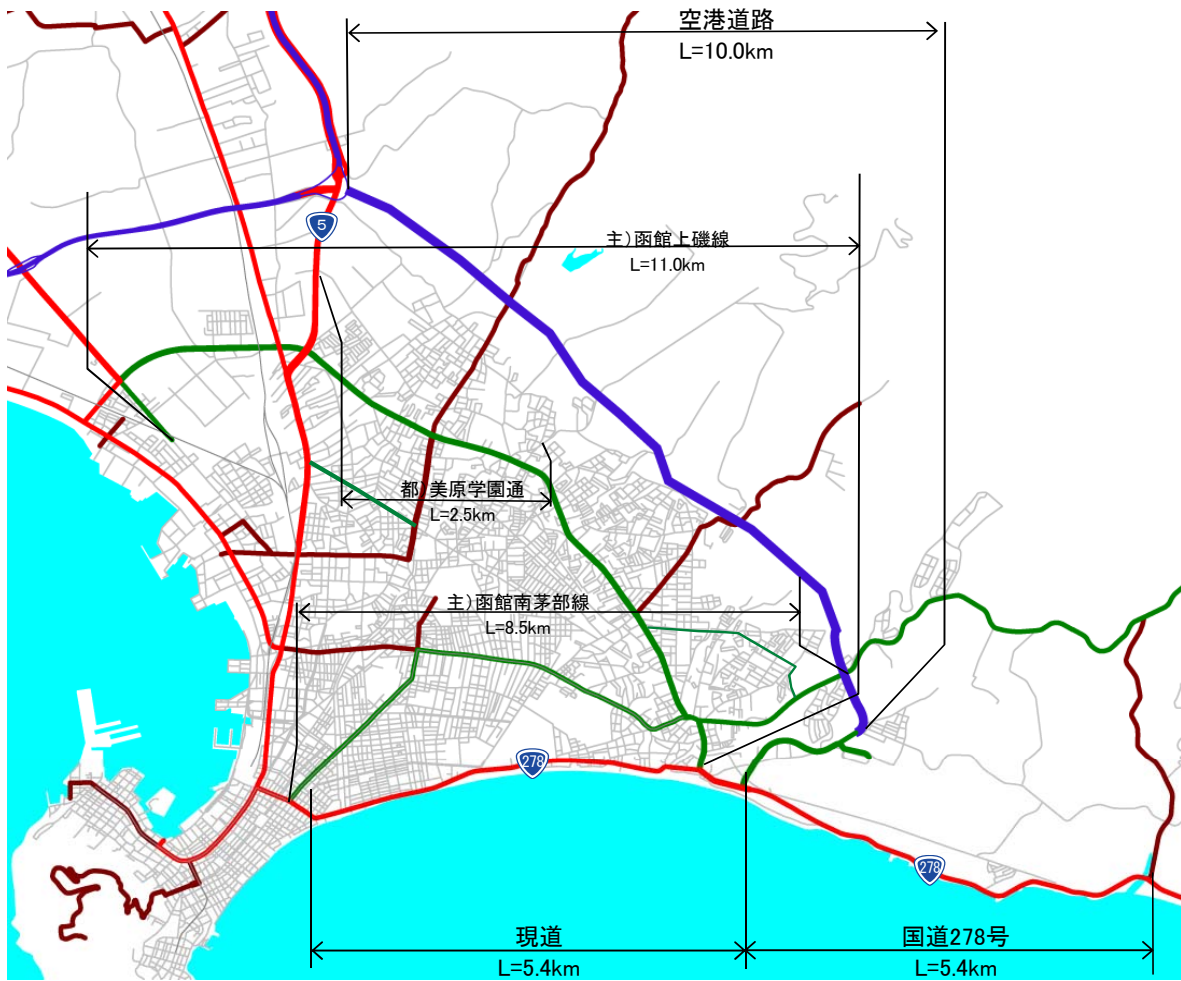 空港道路
L=10.0km
5
主)函館上磯線
L=11.0km
都)美原学園通
L=2.5km
主)函館南茅部線
L=8.5km
278
278
現道
L=5.4km
国道278号
L=5.4km